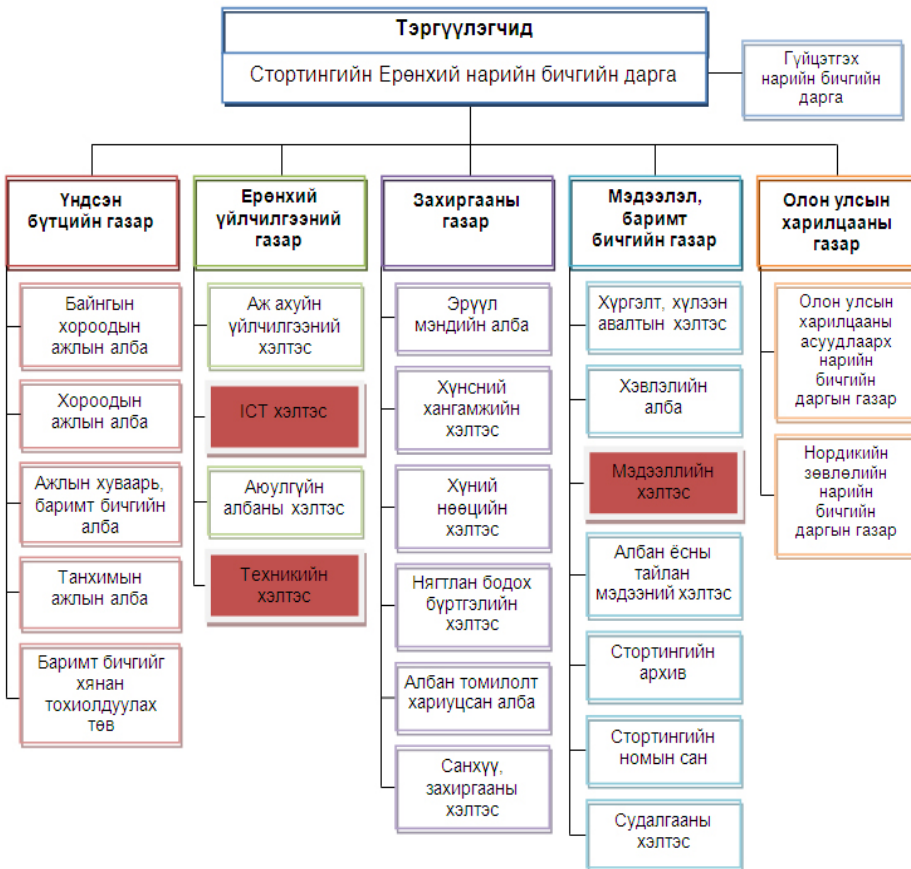 Тэргүүлэгчид
Стортингийн Ерөнхий нарийн бичгийн дарга
Гүйцэтгэх
нарийн бичгийн
дарга
Үндсэн
бүтцийн газар
Байнгын
хороодын
ажлын алба
Хороодын
ажлын алба
Ажлын хуваарь,
баримт бичгийн
алба
Танхимын
ажлын алба
Баримт бичгийг
хянан
тохиолдуулах
төв
Ерөнхий
үйлчилгээний
газар
Аж ахуйн
үйлчилгээний
хэлтэс
ICT хэлтэс
Аюулгүйн
албаны хэлтэс
Техникийн
хэлтэс
Захиргааны
газар
Эрүүл
мэндийн алба
Хүнсний
хангамжийн
хэлтэс
Хүний
нөөцийн
хэлтэс
Нягтлан бодох
бүртгэлийн
хэлтэс
Албан томилолт
хариуцсан алба
Санхүү,
захиргааны
хэлтэс
Мэдээлэл,
баримт
бичгийн газар
Хүргэлт, хүлээн
авалтын хэлтэс
Хэвлэлийн
алба
Мэдээллийн
хэлтэс
Албан ёсны
тайлан
мэдээний хэлтэс
Стортингийн
архив
Стортингийн
номын сан
Судалгааны
хэлтэс
Олон улсын
харилцааны
газар
Олон улсын
харилцааны
асуудлаарх
нарийн
бичгийн
даргын газар
Нордикийн
зөвлөлийн
нарийн
бичгийн
даргын газар